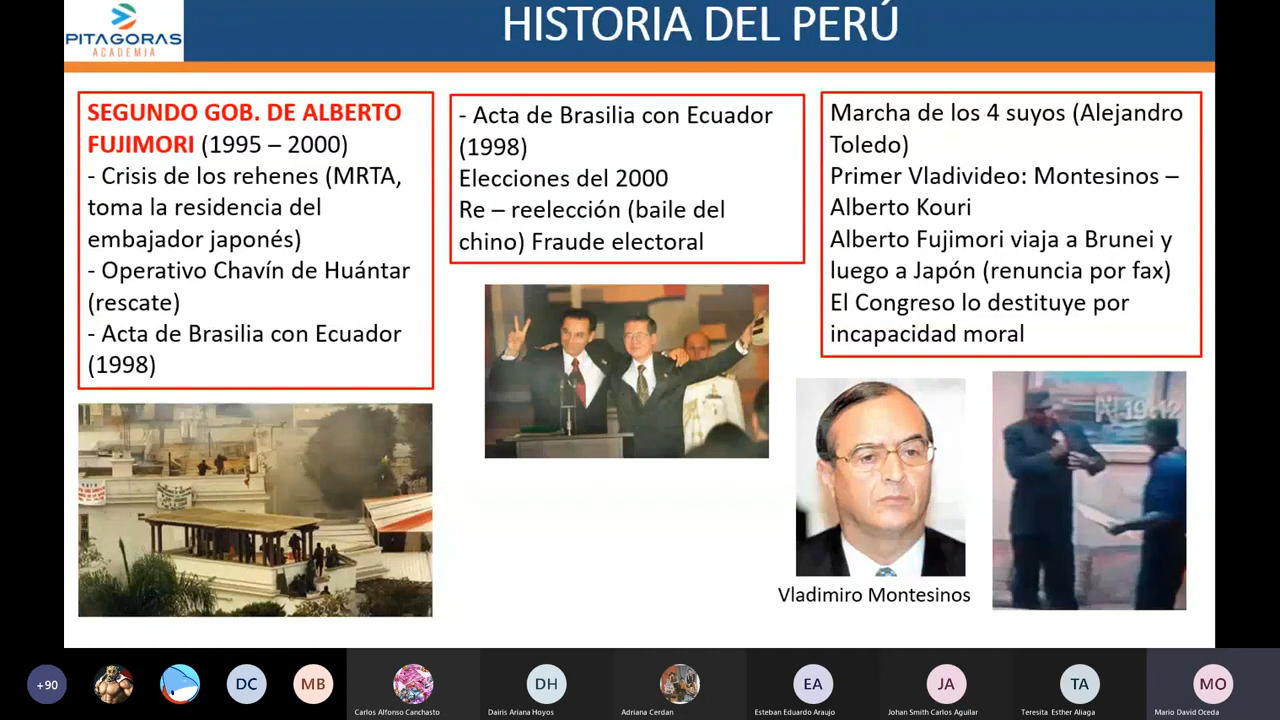 PITAGORAS
ACADEMIA
HISTORIA DEL PERÚ
SEGUNDO GOB. DE ALBERTO
FUJIMORI (1995 – 2000)
- Crisis de los rehenes (MRTA,
toma la residencia del
embajador japonés)
- Operativo Chavín de Huántar
(rescate)
- Acta de Brasilia con Ecuador
(1998)
- Acta de Brasilia con Ecuador
(1998)
Elecciones del 2000
Re – reelección (baile del
chino) Fraude electoral
Marcha de los 4 suyos (Alejandro
Toledo)
Primer Vladivideo: Montesinos –
Alberto Kouri
Alberto Fujimori viaja a Brunei y
luego a Japón (renuncia por fax)
El Congreso lo destituye por
incapacidad moral
Vladimiro Montesinos
+90
DC
MB
DH
EA
JA
TA
MO
Carlos Alfonso Canchasto
Dairis Ariana Hoyos
Adriana Cerdan
Esteban Eduardo Araujo
Johan Smith Carlos Aguilar
Teresita Esther Aliaga
Mario David Oceda